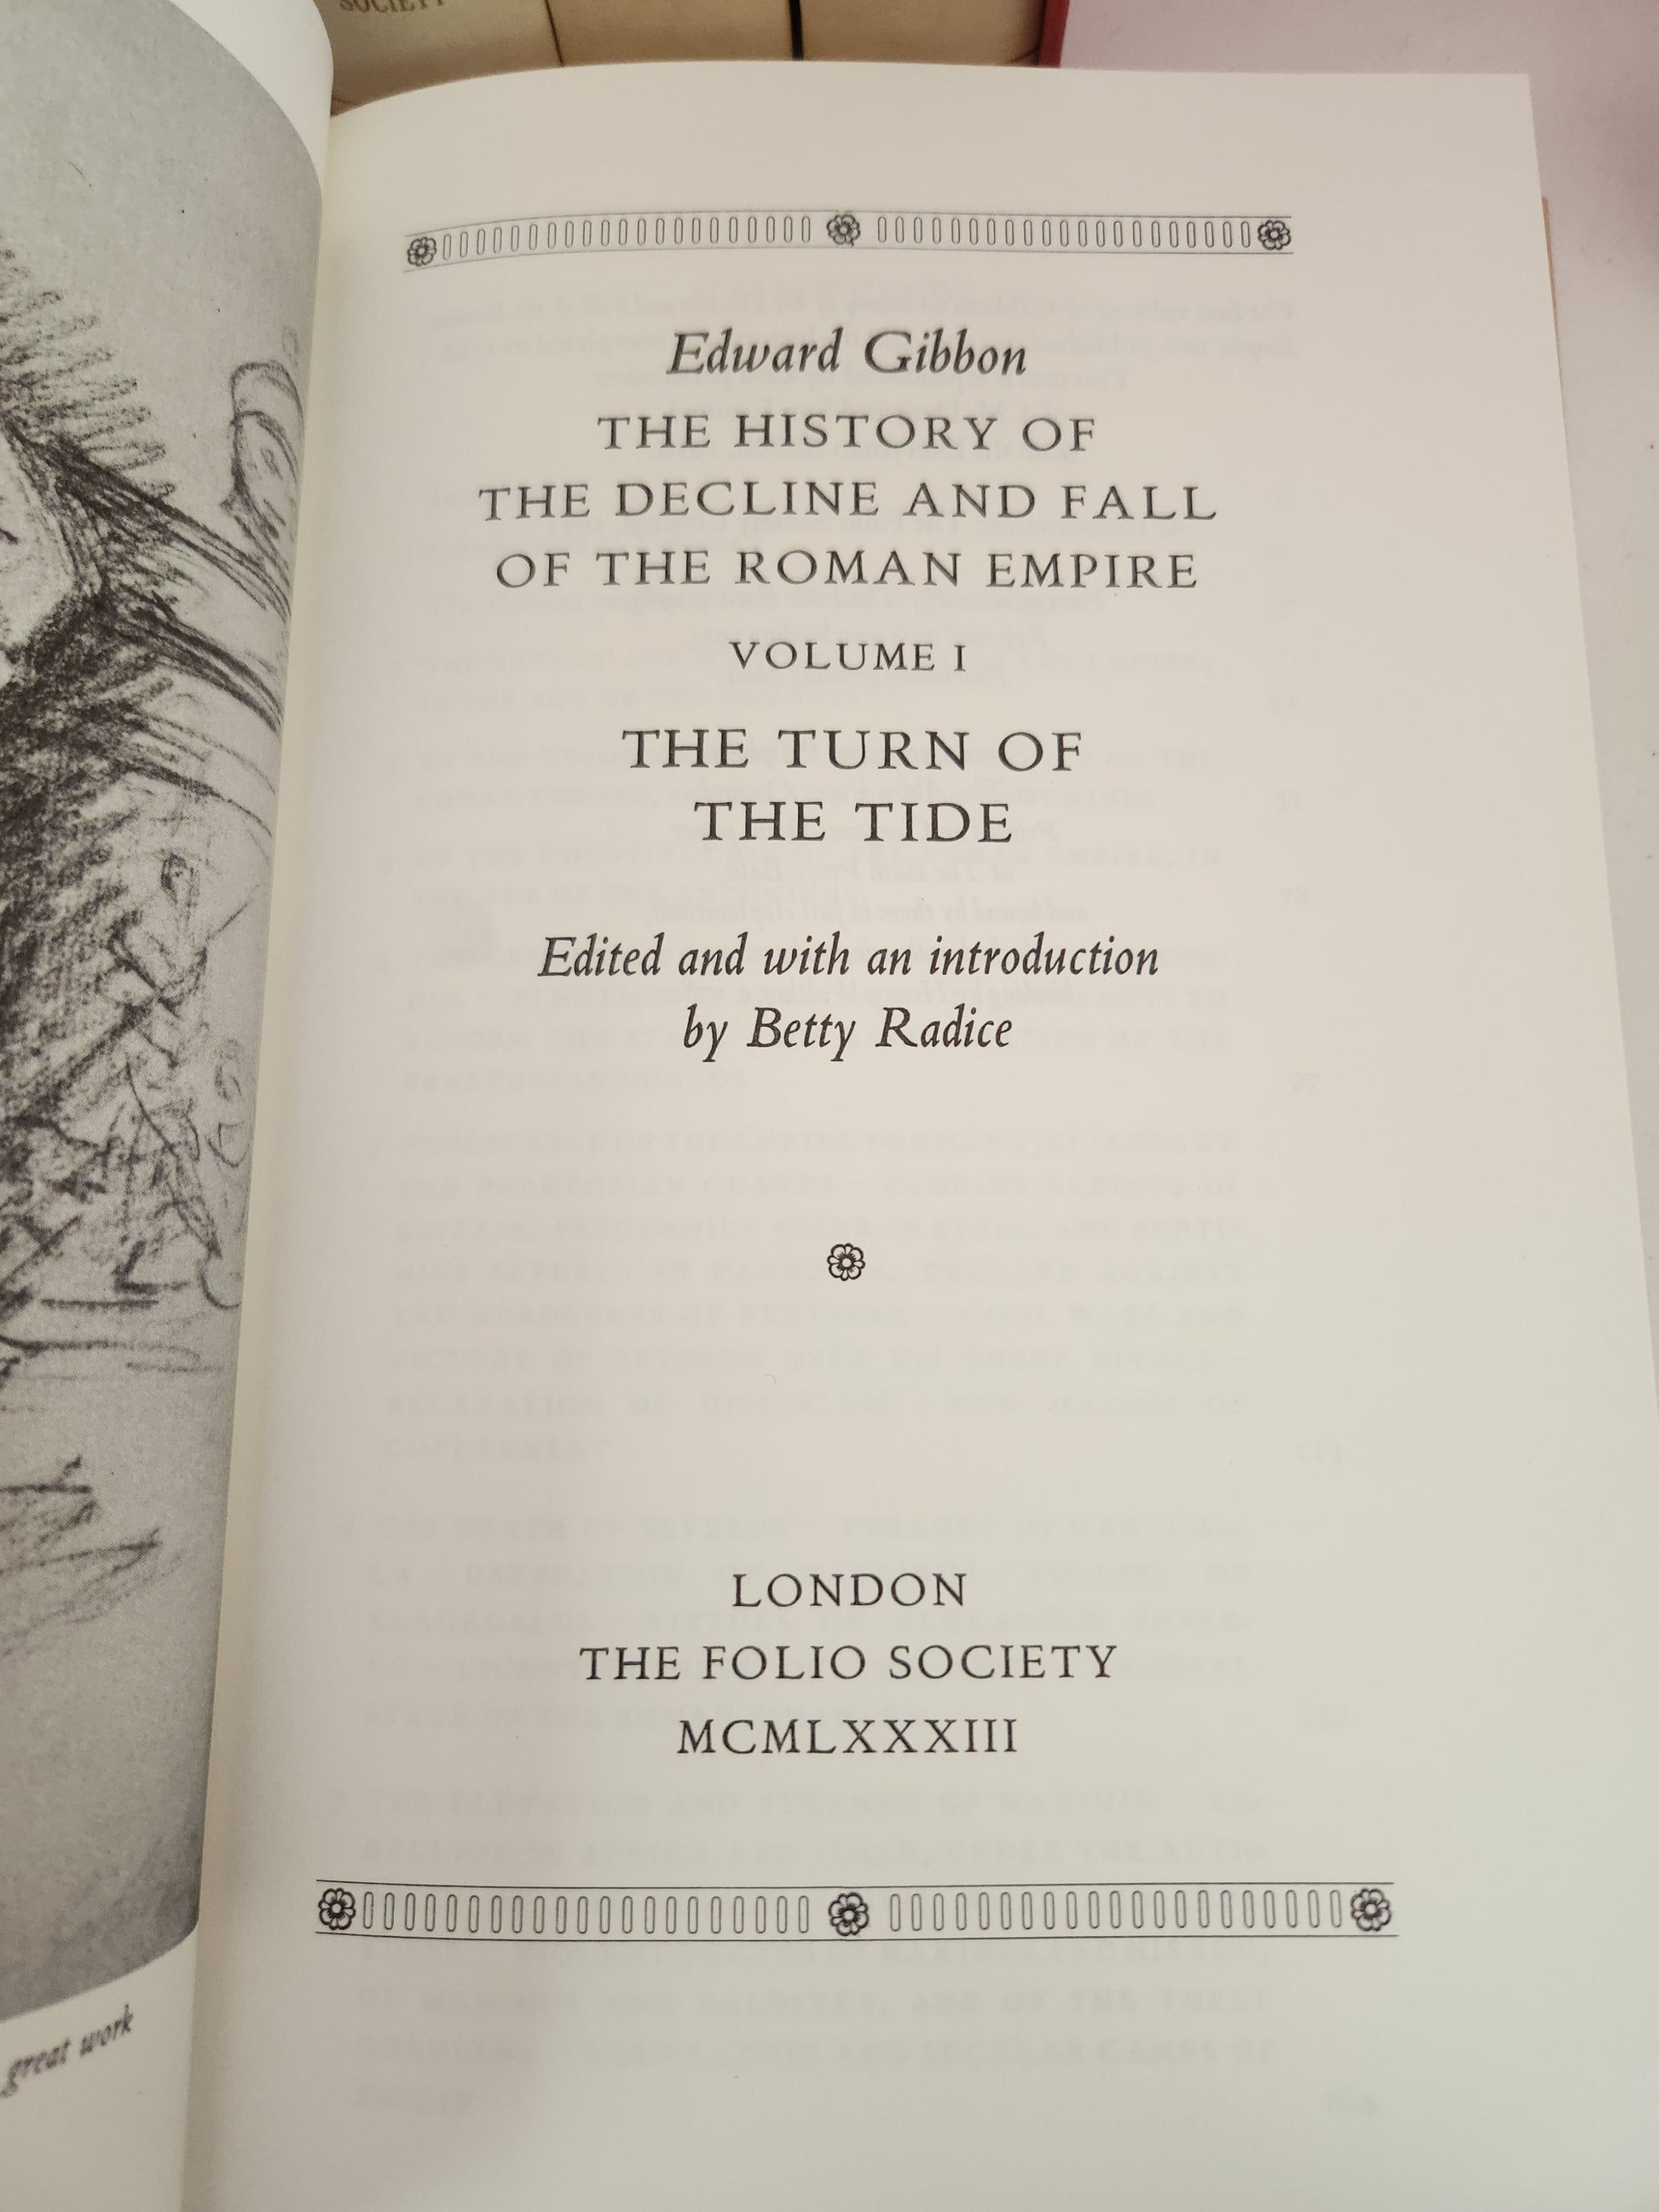 SOCIETY
Edward Gibbon
THE HISTORY OF
THE DECLINE AND FALL
OF THE ROMAN EMPIRE
VOLUME I
THE TURN OF
THE TIDE
Edited and with an introduction
by Betty Radice
LONDON
THE FOLIO SOCIETY
MCMLXXXIII
great work